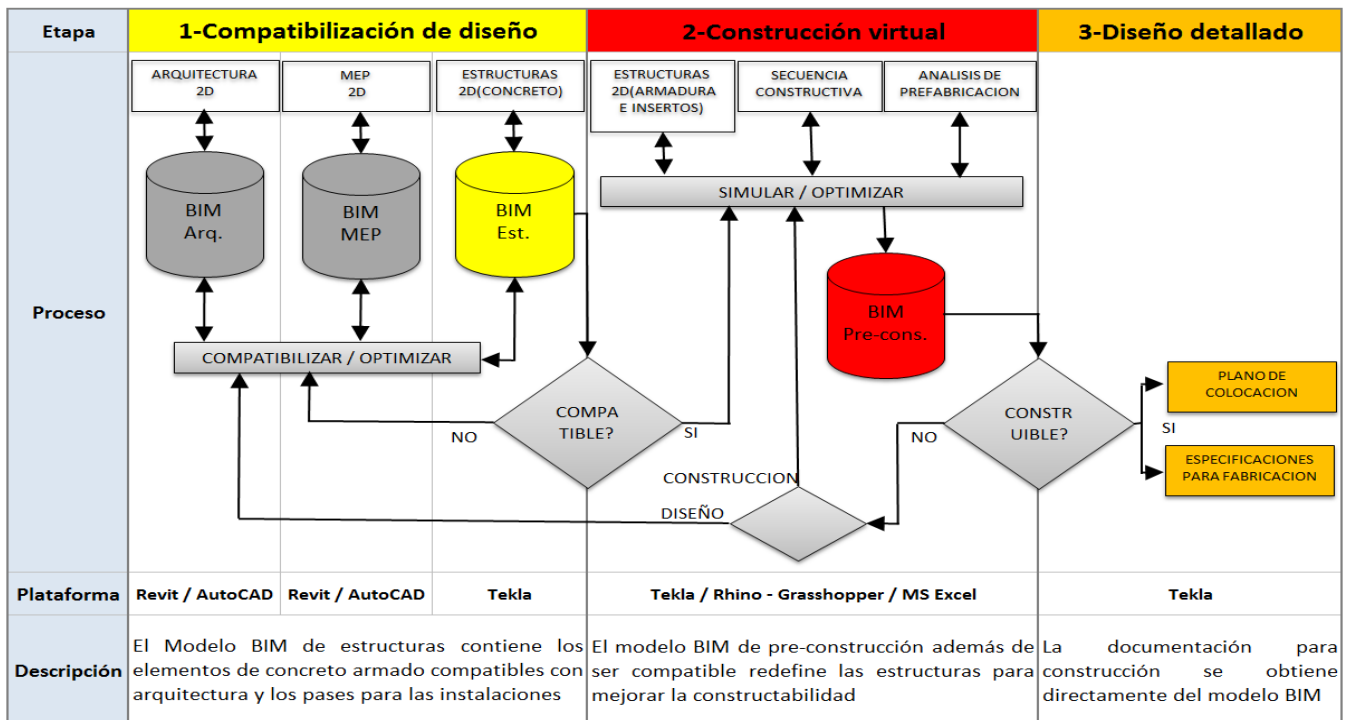 Etapa
1-Compatibilización de diseño
2-Construcción virtual
3-Diseño detallado
ARQUITECTURA
2D
MEP
2D
ESTRUCTURAS
2D(CONCRETO)
ESTRUCTURAS
2D(ARMADURA
E INSERTOS)
SECUENCIA
CONSTRUCTIVA
ANALISIS DE
PREFABRICACION
SIMULAR / OPTIMIZAR
BIM
Arq.
BIM
MEP
BIM
Est.
BIM
Pre-cons.
Proceso
COMPATIBILIZAR / OPTIMIZAR
COMPA
TIBLE?
NO
SI
CONSTR
UIBLE?
NO
SI
PLANO DE
COLOCACION
ESPECIFICACIONES
PARA FABRICACION
CONSTRUCCION
DISEÑO
Plataforma
Revit / AutoCAD
Revit / AutoCAD
Tekla
Tekla / Rhino - Grasshopper / MS Excel
Tekla
Descripción
El Modelo BIM de estructuras contiene los
elementos de concreto armado compatibles con
arquitectura y los pases para las instalaciones
El modelo BIM de pre-construcción además de
ser compatible redefine las estructuras para
mejorar la constructabilidad
La documentación para
construcción se obtiene
directamente del modelo BIM